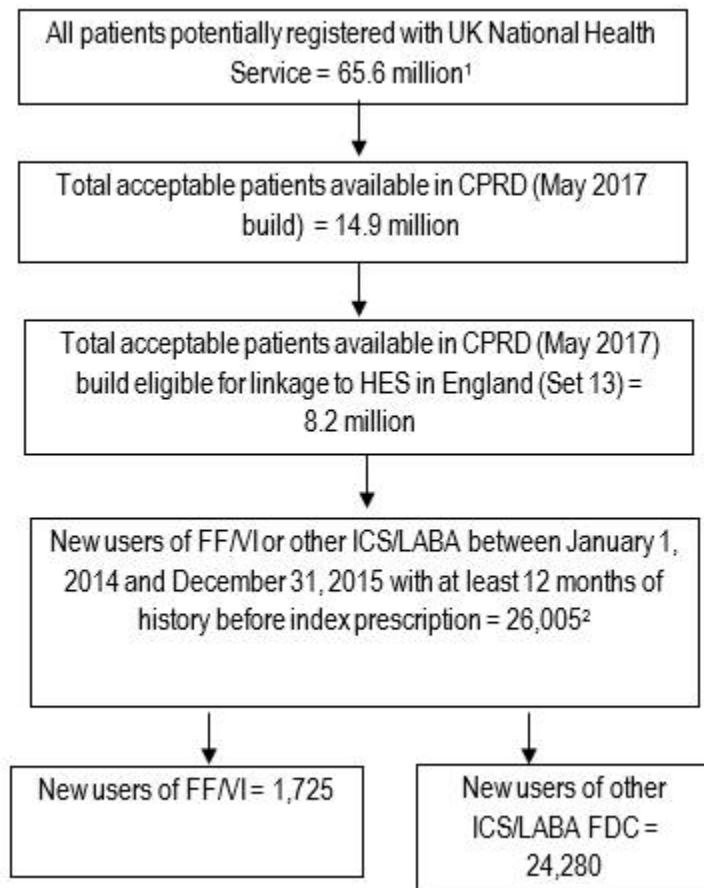 All patients potentially registered with UK National Health
Service = 65.6 million¹
Total acceptable patients available in CPRD (May 2017
build) = 14.9 million
Total acceptable patients available in CPRD (May 2017)
build eligible for linkage to HES in England (Set 13) =
8.2 million
New users of FF/VI or other ICS/LABA between January 1,
2014 and December 31, 2015 with at least 12 months of
history before index prescription = 26,005²
New users of FF/VI = 1,725
New users of other
ICS/LABA FDC =
24,280